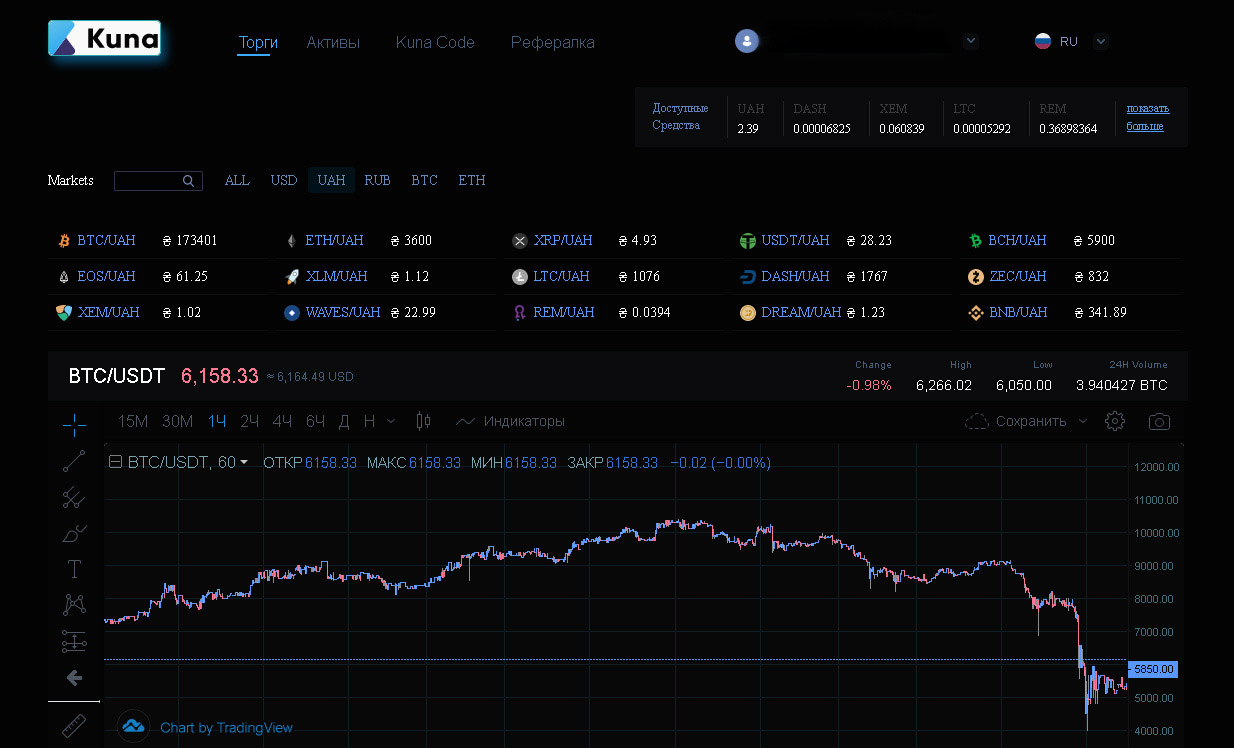 Kuna
Торги Активы Kuna Code Рефералка RU
Доступные Средства
UAH DASH XEM LTC REM
2.39 0.00006825 0.060839 0.00005292 0.36898364
показать больше
Markets ALL USD UAH RUB BTC ETH
BTC/UAH ₴ 173401 ETH/UAH ₴ 3600 XRP/UAH ₴ 4.93 USDT/UAH ₴ 28.23 BCH/UAH ₴ 5900
EOS/UAH ₴ 61.25 XLM/UAH ₴ 1.12 LTC/UAH ₴ 1076 DASH/UAH ₴ 1767 ZEC/UAH ₴ 832
XEM/UAH ₴ 1.02 WAVES/UAH ₴ 22.99 REM/UAH ₴ 0.0394 DREAM/UAH ₴ 1.23 BNB/UAH ₴ 341.89
BTC/USDT 6,158.33 ≈ 6,164.49 USD
Change High Low 24H Volume
-0.98% 6,266.02 6,050.00 3.940427 BTC
15М 30М 1Ч 2Ч 4Ч 6Ч Д Н Индикаторы Сохранить
BTC/USDT, 60 ОТКР 6158.33 МАКС 6158.33 МИН 6158.33 ЗАКР 6158.33 −0.02 (−0.00%)
12000.00
11000.00
10000.00
9000.00
8000.00
7000.00
5850.00
5000.00
4000.00
Chart by TradingView